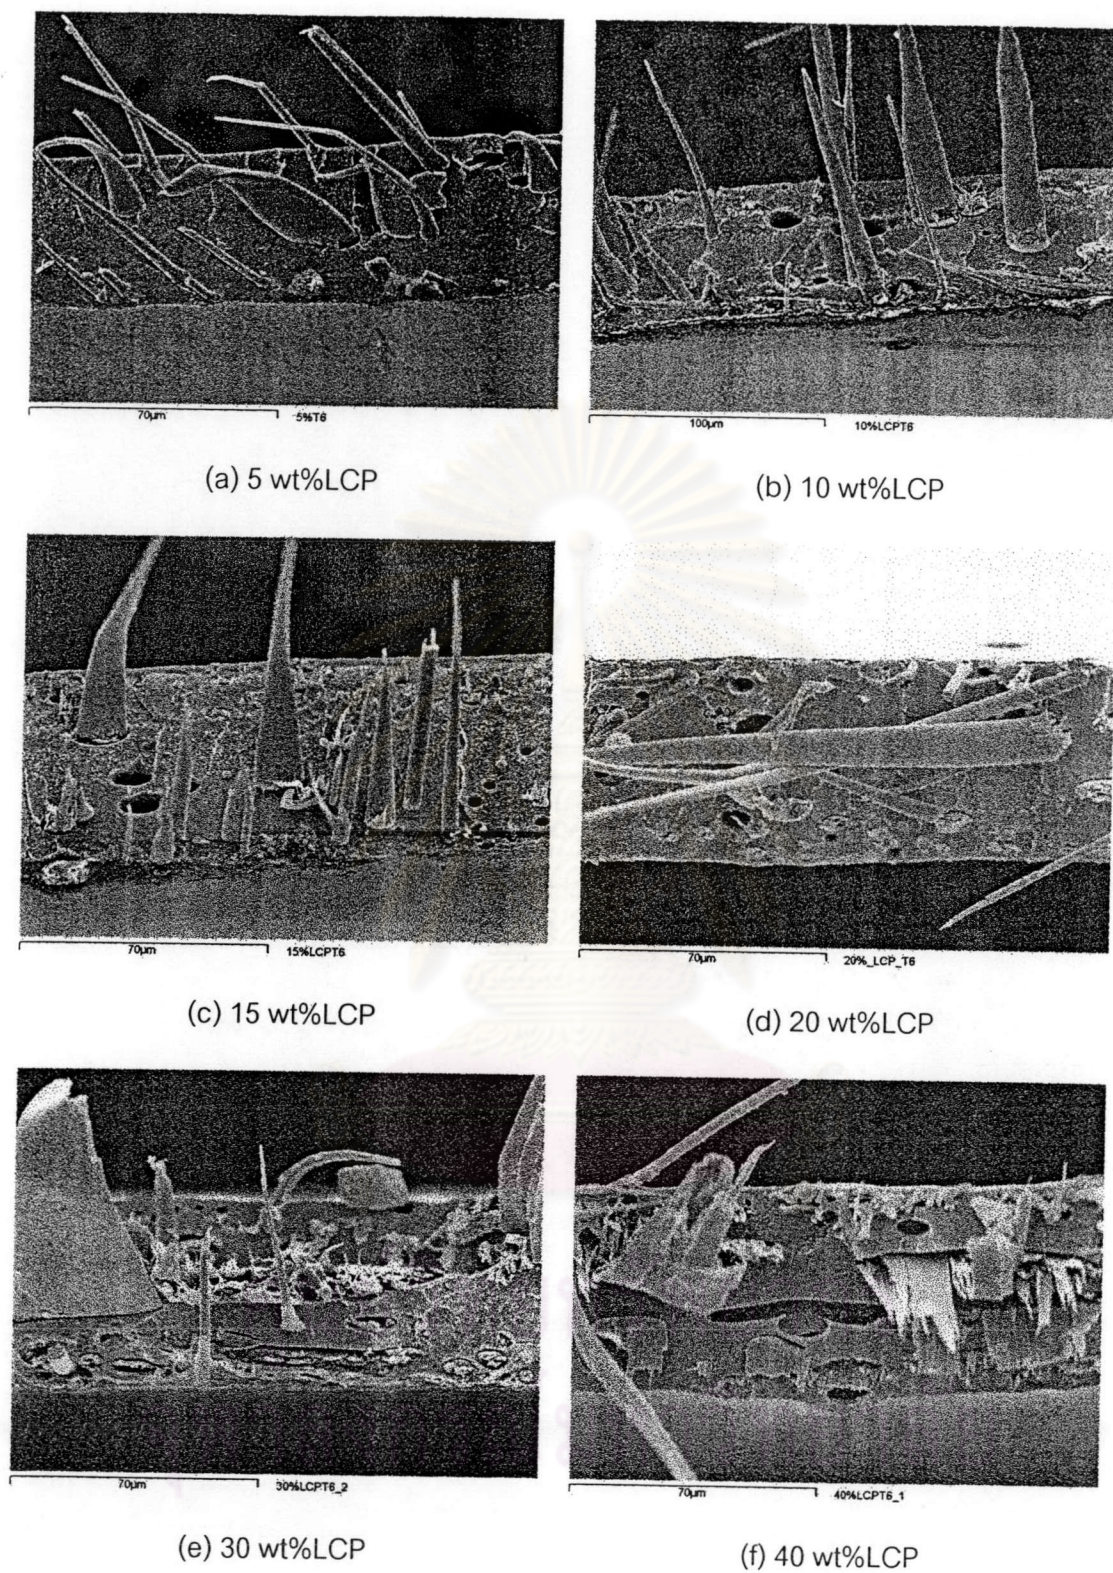 70µm 5%T6
100µm 10%LCPT6
(a) 5 wt%LCP
(b) 10 wt%LCP
70µm 15%LCPT6
70µm 20%_LCP_T6
(c) 15 wt%LCP
(d) 20 wt%LCP
70µm 30%LCPT6_2
70µm 40%LCPT6_1
(e) 30 wt%LCP
(f) 40 wt%LCP